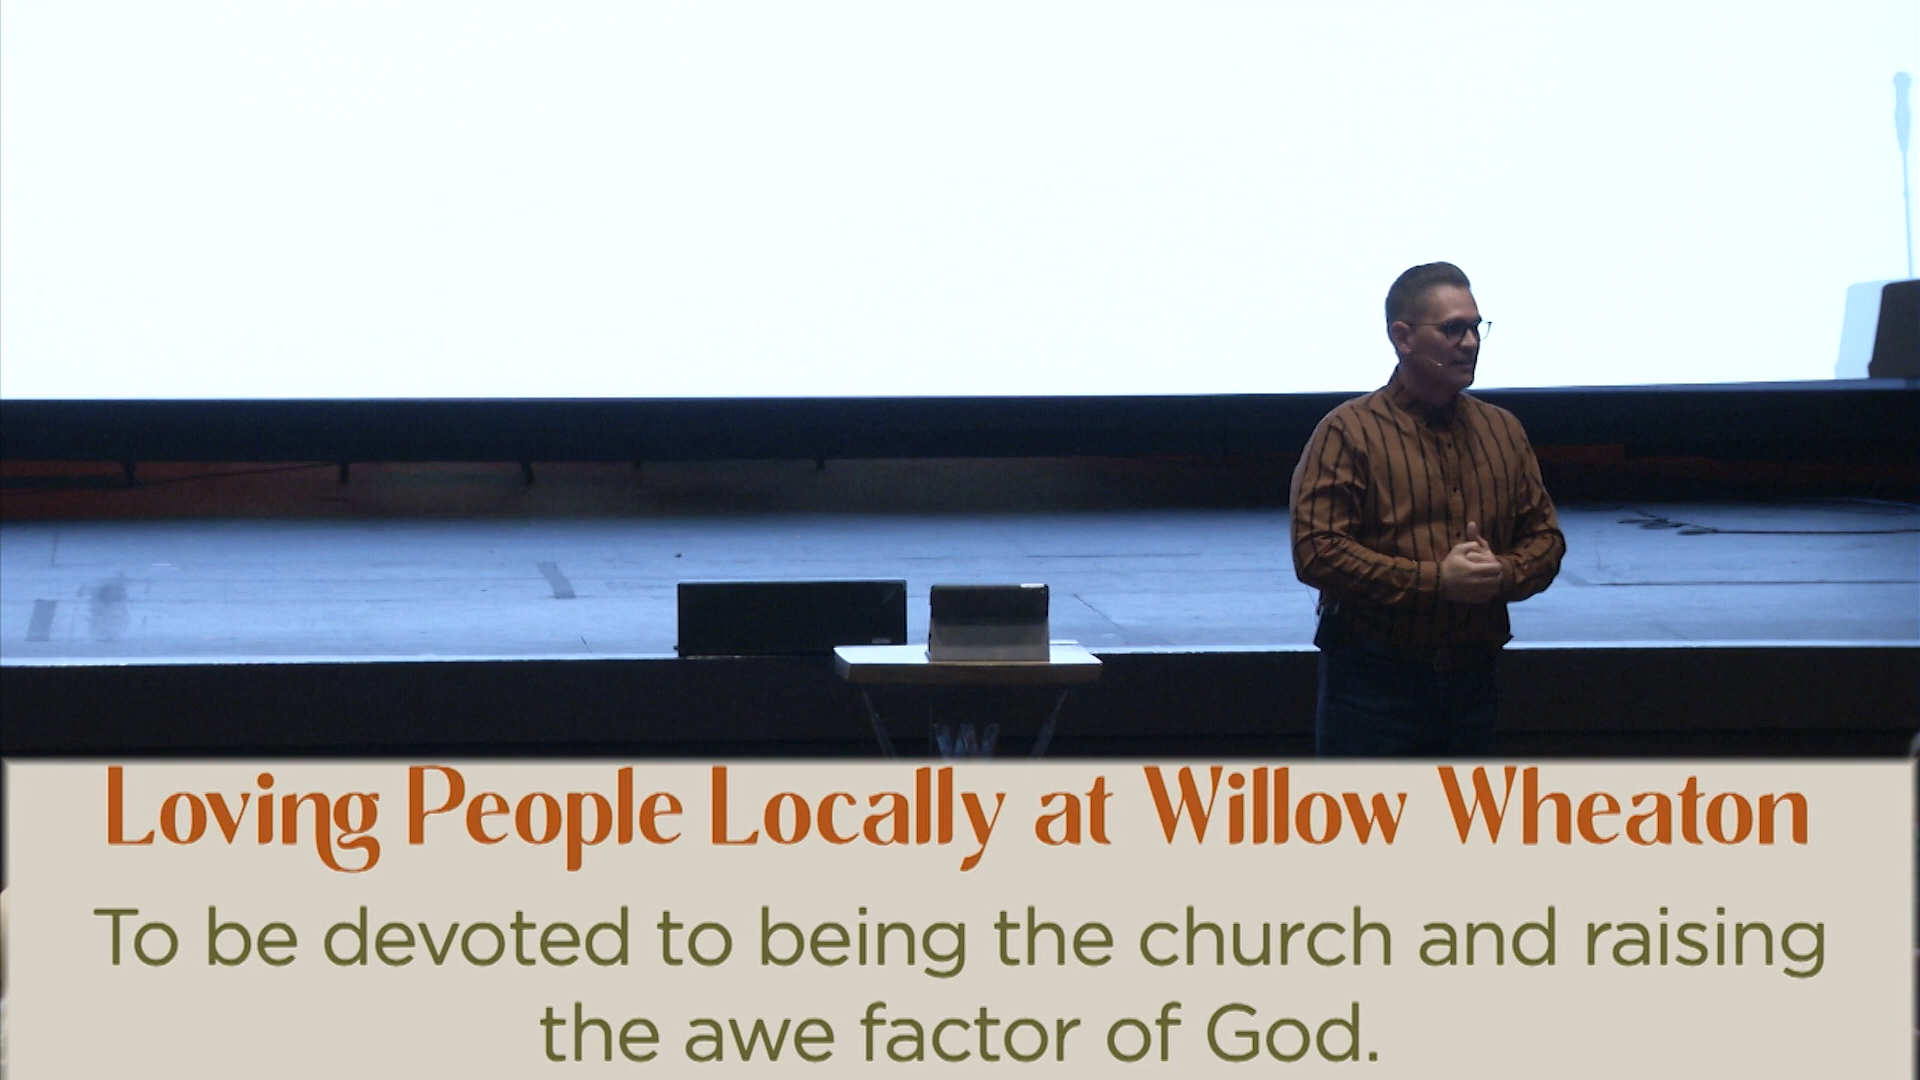 Loving People Locally at Willow Wheaton
To be devoted to being the church and raising
the awe factor of God.